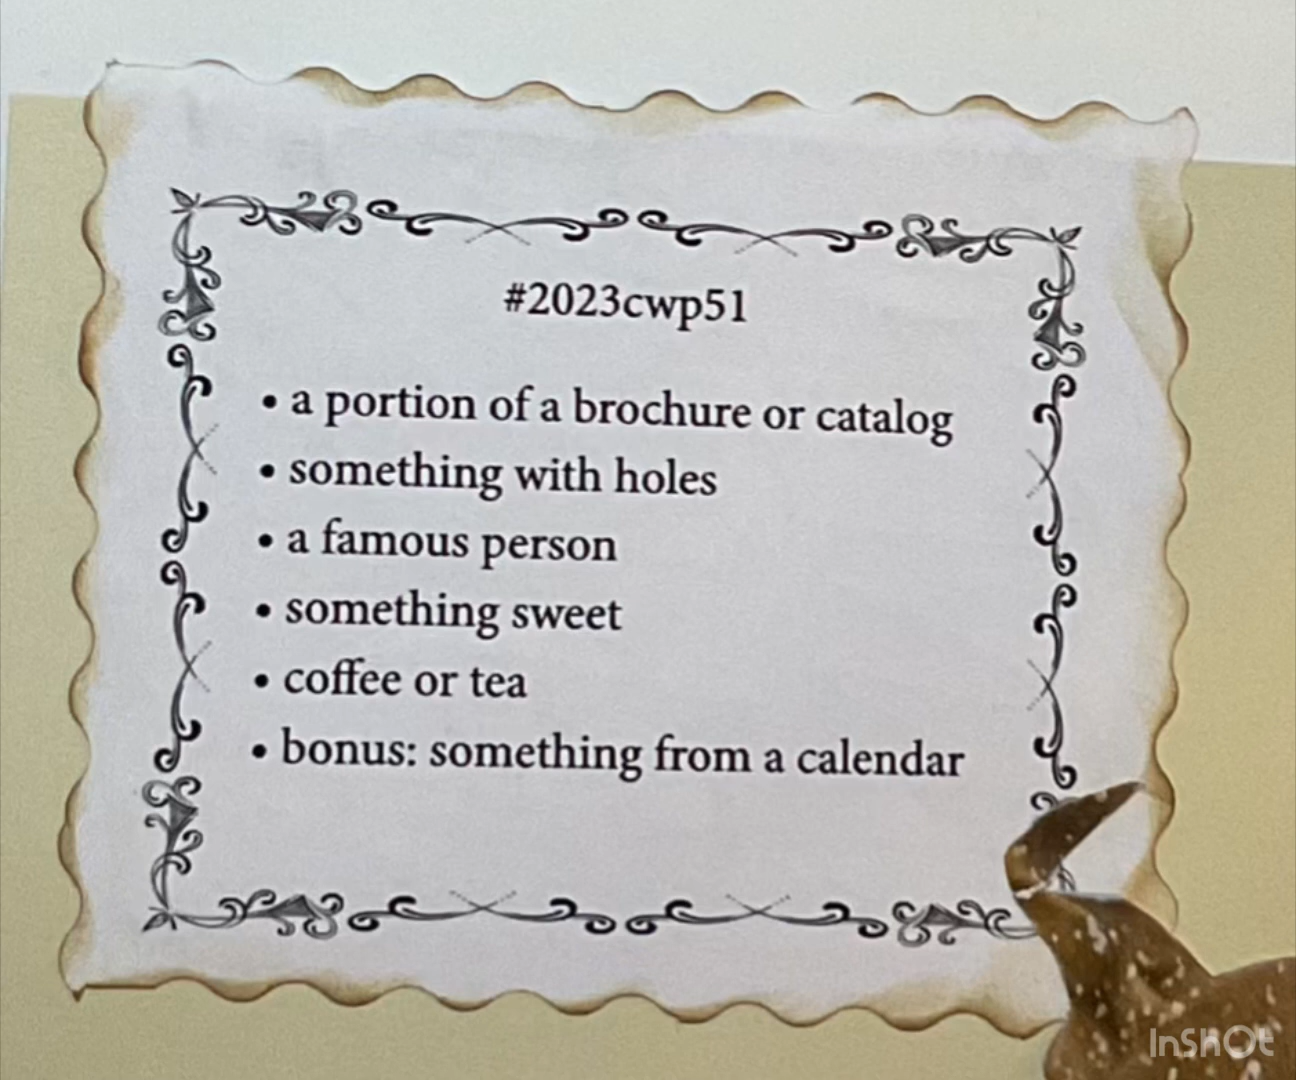 #2023cwp51
• a portion of a brochure or catalog
• something with holes
• a famous person
• something sweet
• coffee or tea
• bonus: something from a calendar
InShOt